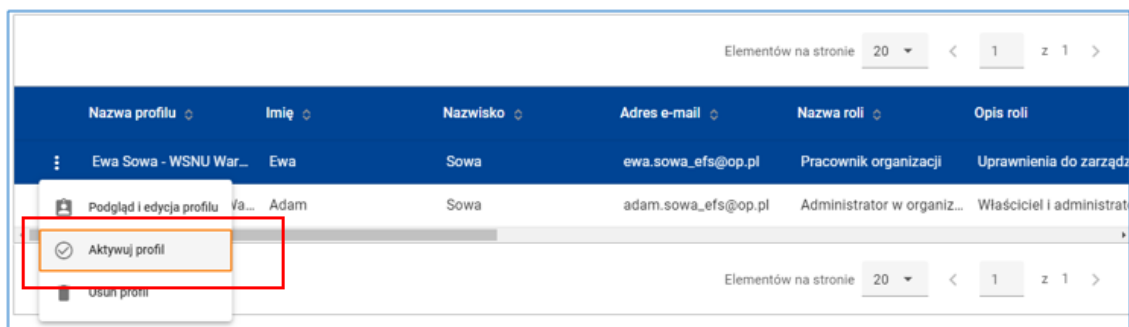 Elementów na stronie 20 1 z 1
Nazwa profilu Imię Nazwisko Adres e-mail Nazwa roli Opis roli
Ewa Sowa - WSNU War... Ewa Sowa ewa.sowa_efs@op.pl Pracownik organizacji Uprawnienia do zarządz
Podgląd i edycja profilu Wa... Adam Sowa adam.sowa_efs@op.pl Administrator w organiz... Właściciel i administrat
Aktywuj profil
Usuń profil
Elementów na stronie 20 1 z 1